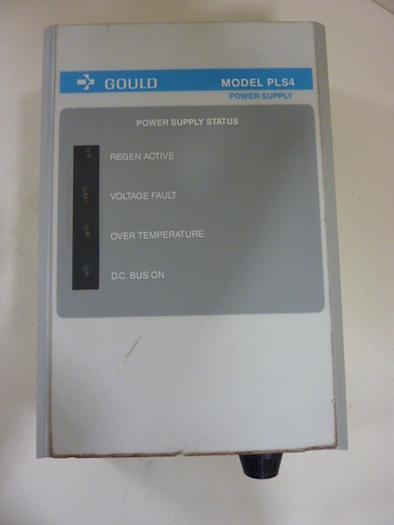 GOULD
MODEL PLS4
POWER SUPPLY
POWER SUPPLY STATUS
REGEN ACTIVE
VOLTAGE FAULT
OVER TEMPERATURE
D.C. BUS ON